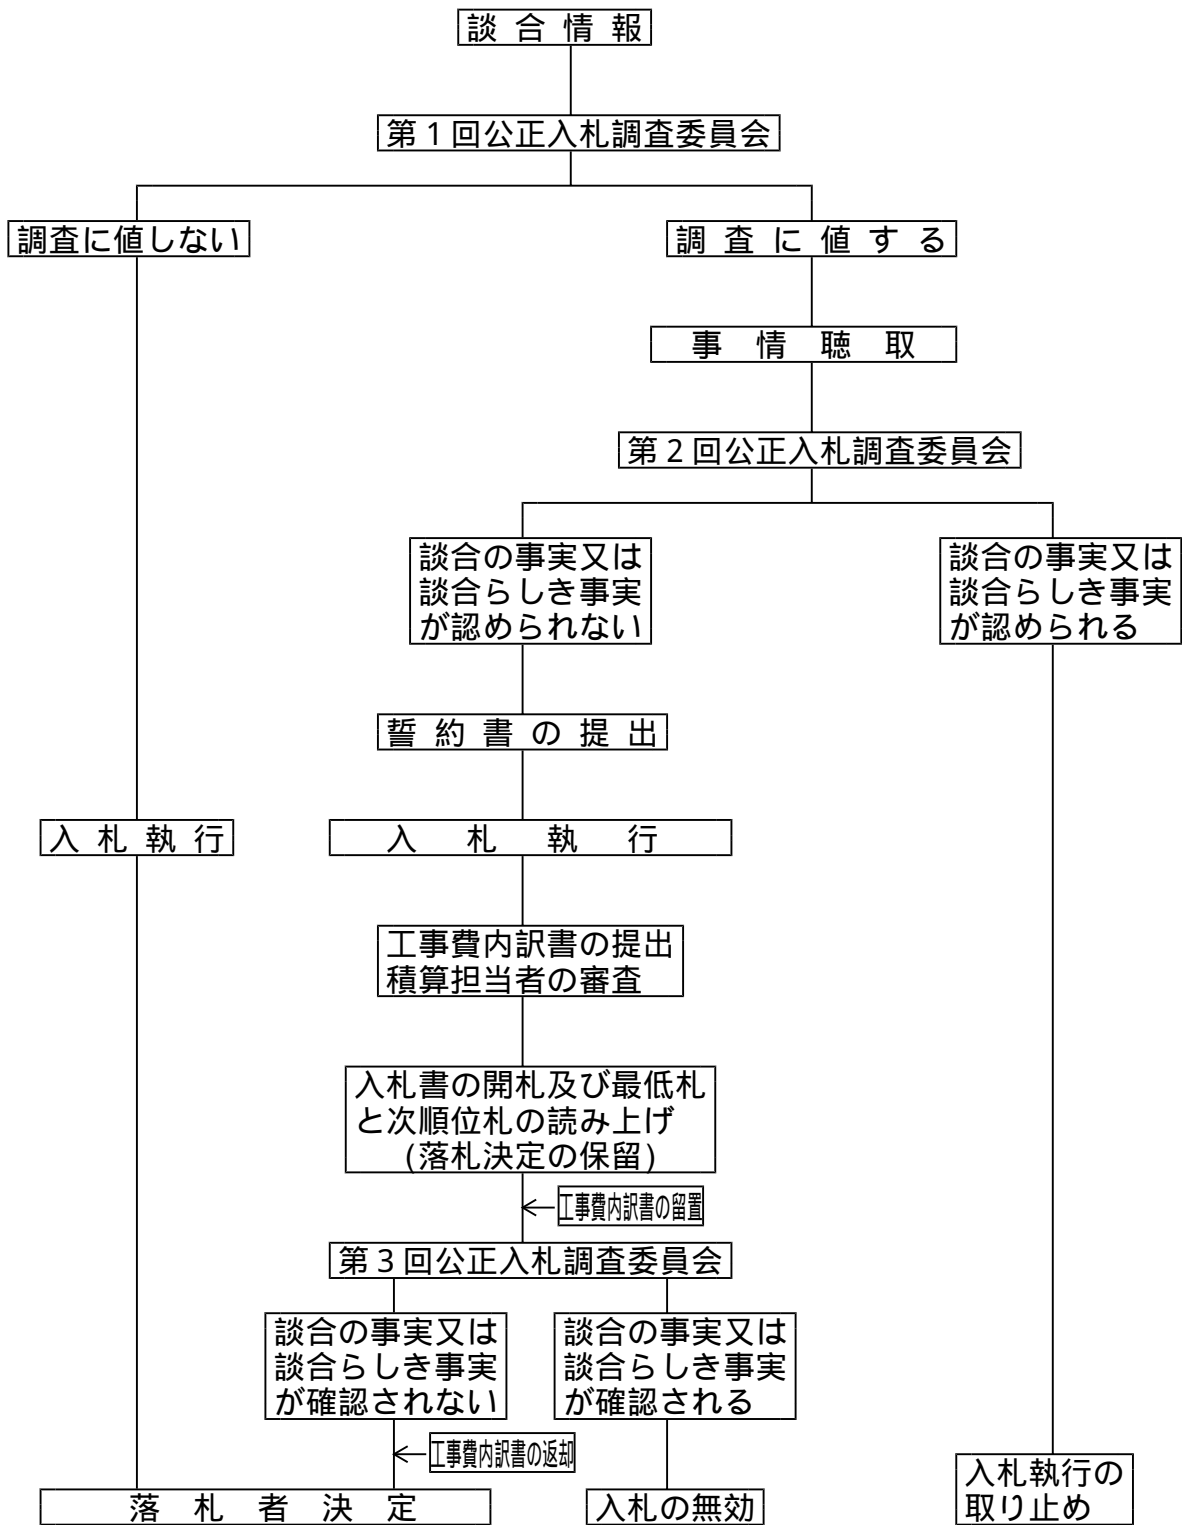 談合情報
第1回公正入札調査委員会
調査に値しない
調査に値する
事情聴取
第2回公正入札調査委員会
談合の事実又は
談合らしき事実
が認められない
談合の事実又は
談合らしき事実
が認められる
誓約書の提出
入札執行
入札執行
工事費内訳書の提出
積算担当者の審査
入札書の開札及び最低札
と次順位札の読み上げ
(落札決定の保留)
工事費内訳書の留置
第3回公正入札調査委員会
談合の事実又は
談合らしき事実
が確認されない
談合の事実又は
談合らしき事実
が確認される
工事費内訳書の返却
落札者決定
入札の無効
入札執行の
取り止め